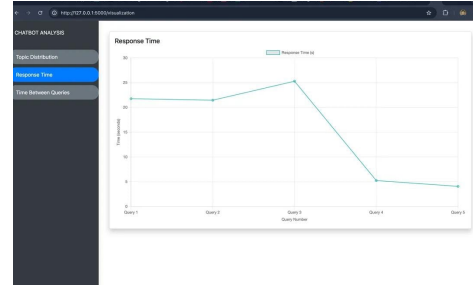 http://127.0.0.1:5000/visualization
CHATBOT ANALYSIS
Topic Distribution
Response Time
Time Between Queries
Response Time
Response Time (s)
30
25
20
15
10
5
0
Time (seconds)
Query 1
Query 2
Query 3
Query 4
Query 5
Query Number